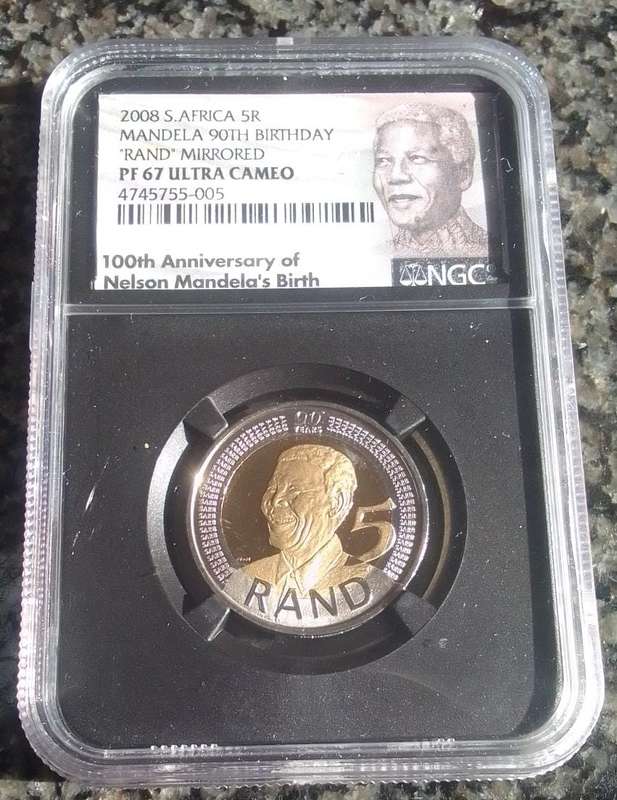 2008 S.AFRICA 5R
MANDELA 90TH BIRTHDAY
"RAND" MIRRORED
PF 67 ULTRA CAMEO
4745755-005
100th Anniversary of
Nelson Mandela's Birth
NGC
90
YEARS
5
RAND